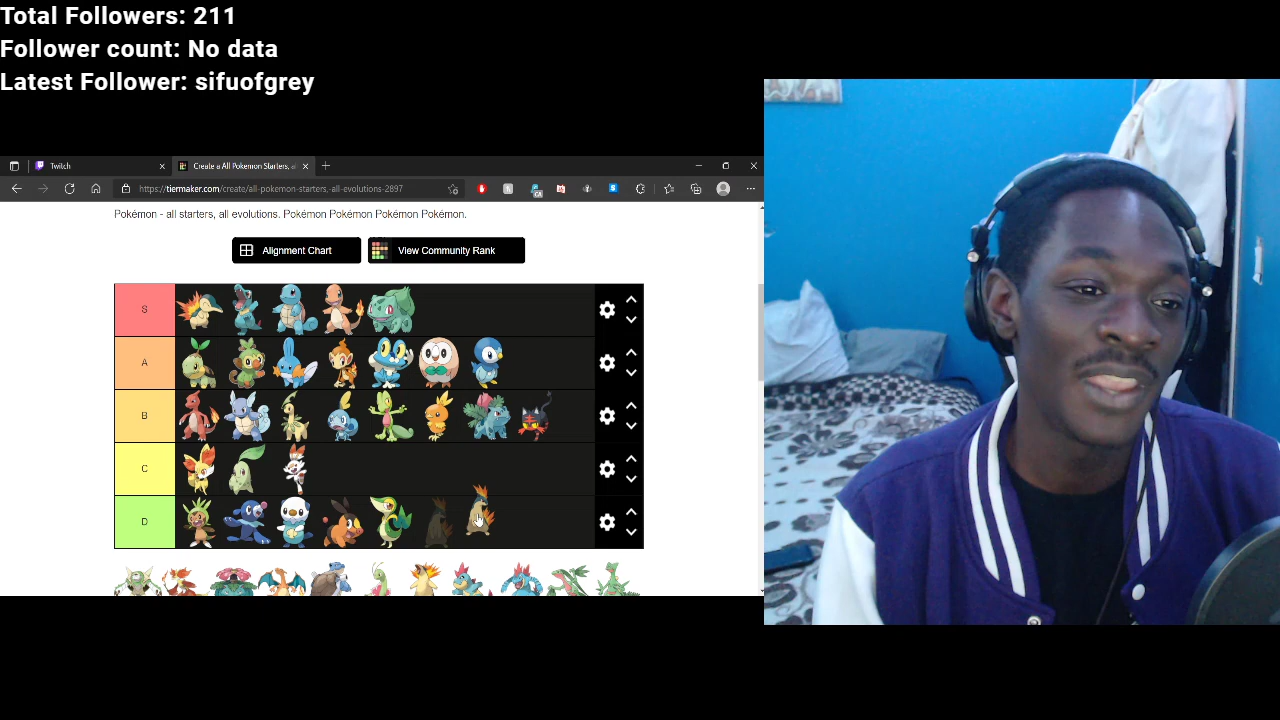 Total Followers: 211
Follower count: No data
Latest Follower: sifuofgrey
Twitch
Create a All Pokemon Starters, a
https://tiermaker.com/create/all-pokemon-starters,-all-evolutions-2897
Pokémon - all starters, all evolutions. Pokémon Pokémon Pokémon Pokémon.
Alignment Chart
View Community Rank
S
A
B
C
D